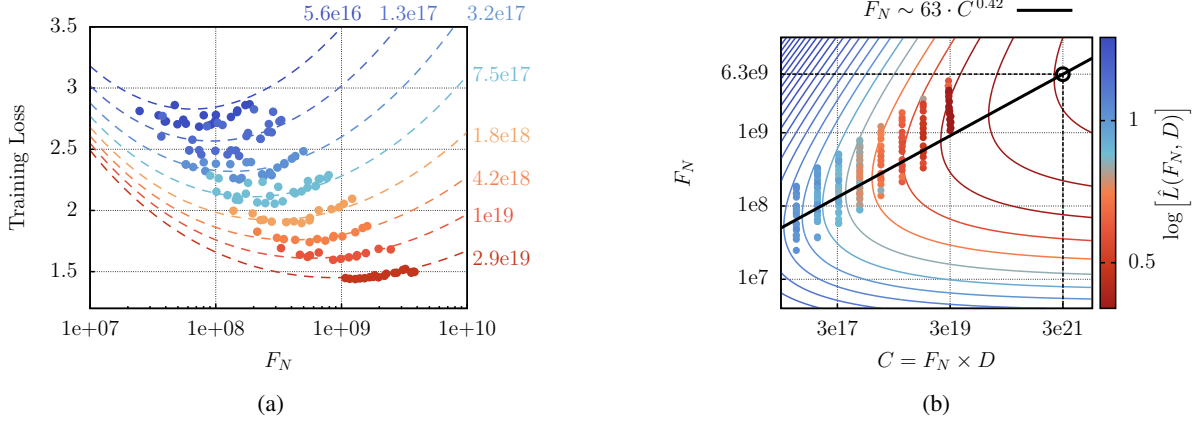 5.6e16 1.3e17 3.2e17
7.5e17
1.8e18
4.2e18
1e19
2.9e19
3.5
3
2.5
2
1.5
Training Loss
1e+07 1e+08 1e+09 1e+10
F_N
(a)
F_N ∼ 63 · C^0.42
6.3e9
1e9
1e8
1e7
F_N
3e17 3e19 3e21
C = F_N × D
1
0.5
log [L̂(F_N, D)]
(b)